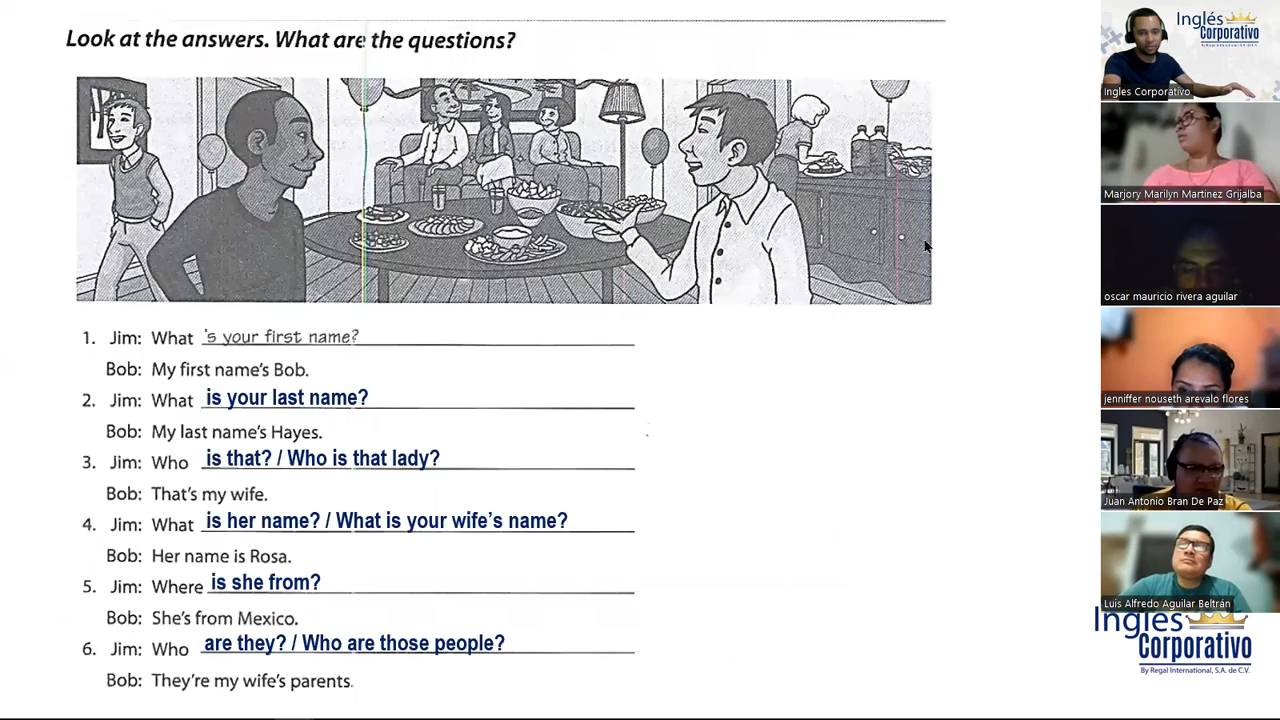 Look at the answers. What are the questions?
1. Jim: What 's your first name?
Bob: My first name's Bob.
2. Jim: What is your last name?
Bob: My last name's Hayes.
3. Jim: Who is that? / Who is that lady?
Bob: That's my wife.
4. Jim: What is her name? / What is your wife's name?
Bob: Her name is Rosa.
5. Jim: Where is she from?
Bob: She's from Mexico.
6. Jim: Who are they? / Who are those people?
Bob: They're my wife's parents.
Inglés
Corporativo
By Regal International, S.A. de C.V.
Ingles Corporativo
Marjory Marilyn Martinez Grijalba
oscar mauricio rivera aguilar
jenniffer nouseth arevalo flores
Juan Antonio Bran De Paz
Luis Alfredo Aguilar Beltrán
Inglés
Corporativo
By Regal International, S.A. de C.V.